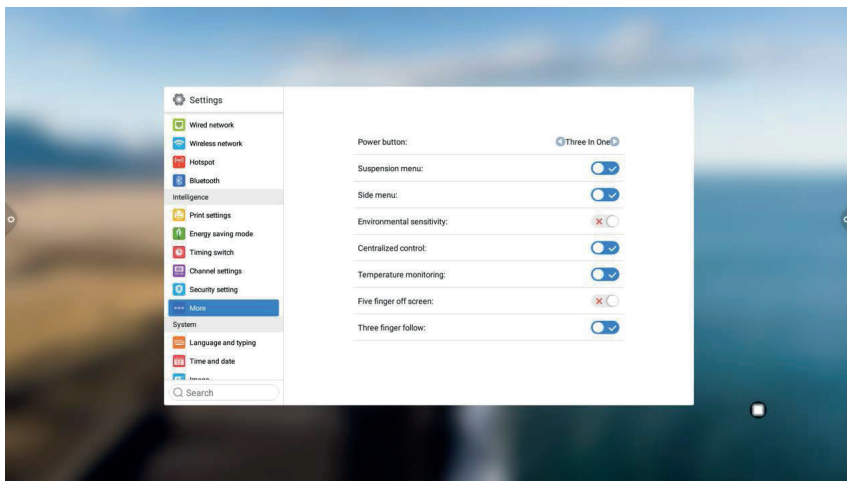 Settings
Wired network
Wireless network
Hotspot
Bluetooth
Intelligence
Print settings
Energy saving mode
Timing switch
Channel settings
Security setting
More
System
Language and typing
Time and date
Search
Power button: Three In One
Suspension menu:
Side menu:
Environmental sensitivity:
Centralized control:
Temperature monitoring:
Five finger off screen:
Three finger follow: